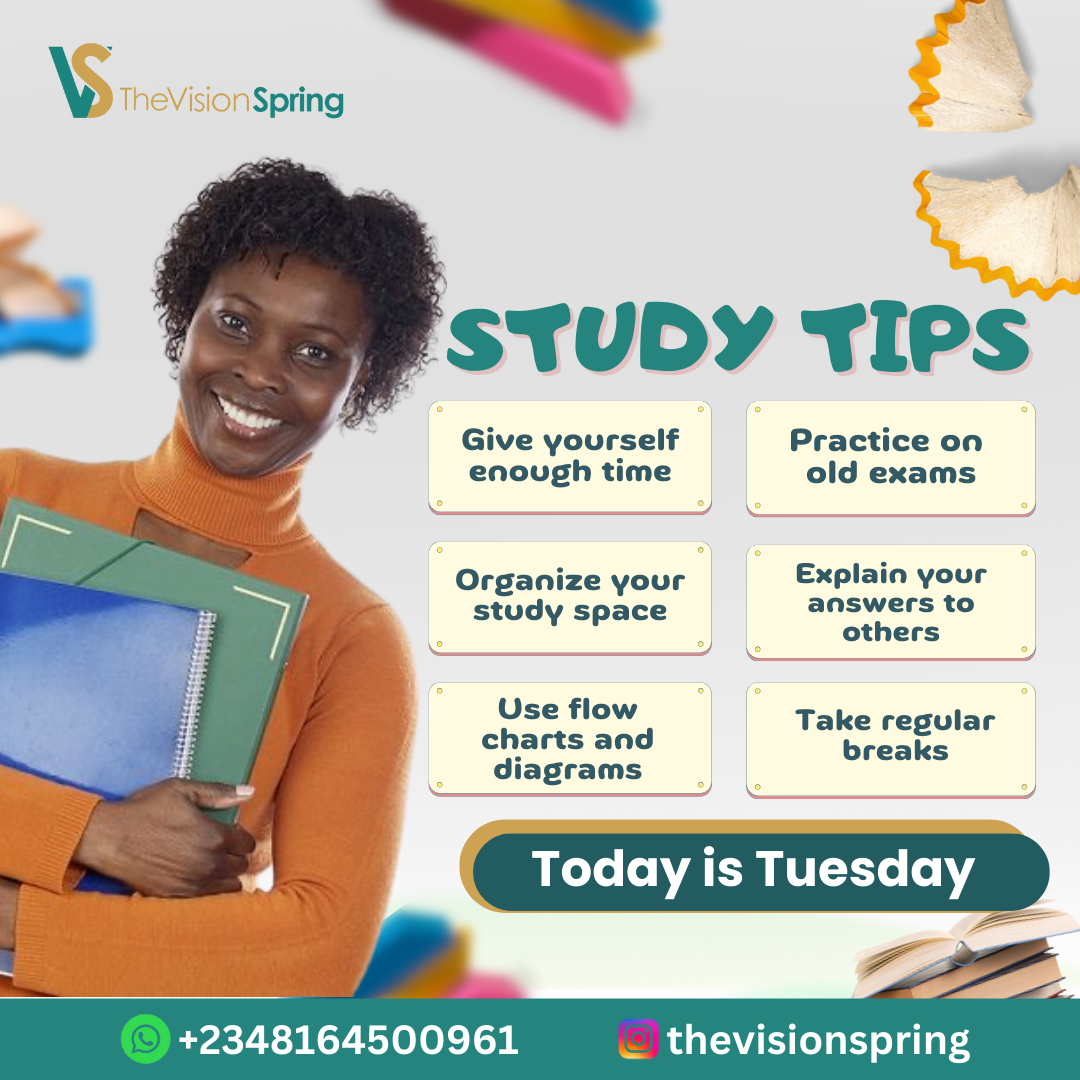 VS TheVisionSpring
STUDY TIPS
Give yourself
enough time
Practice on
old exams
Organize your
study space
Explain your
answers to
others
Use flow
charts and
diagrams
Take regular
breaks
Today is Tuesday
+2348164500961
thevisionspring